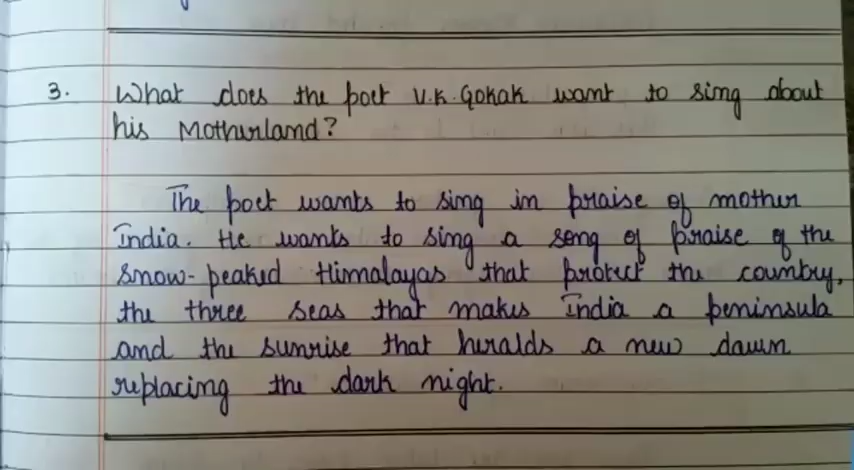 3. What does the poet V.K. Gokak want to sing about
his Motherland?
The poet wants to sing in praise of mother
India. He wants to sing a song of praise of the
snow-peaked Himalayas that protect the country,
the three seas that makes India a peninsula
and the sunrise that heralds a new dawn
replacing the dark night.